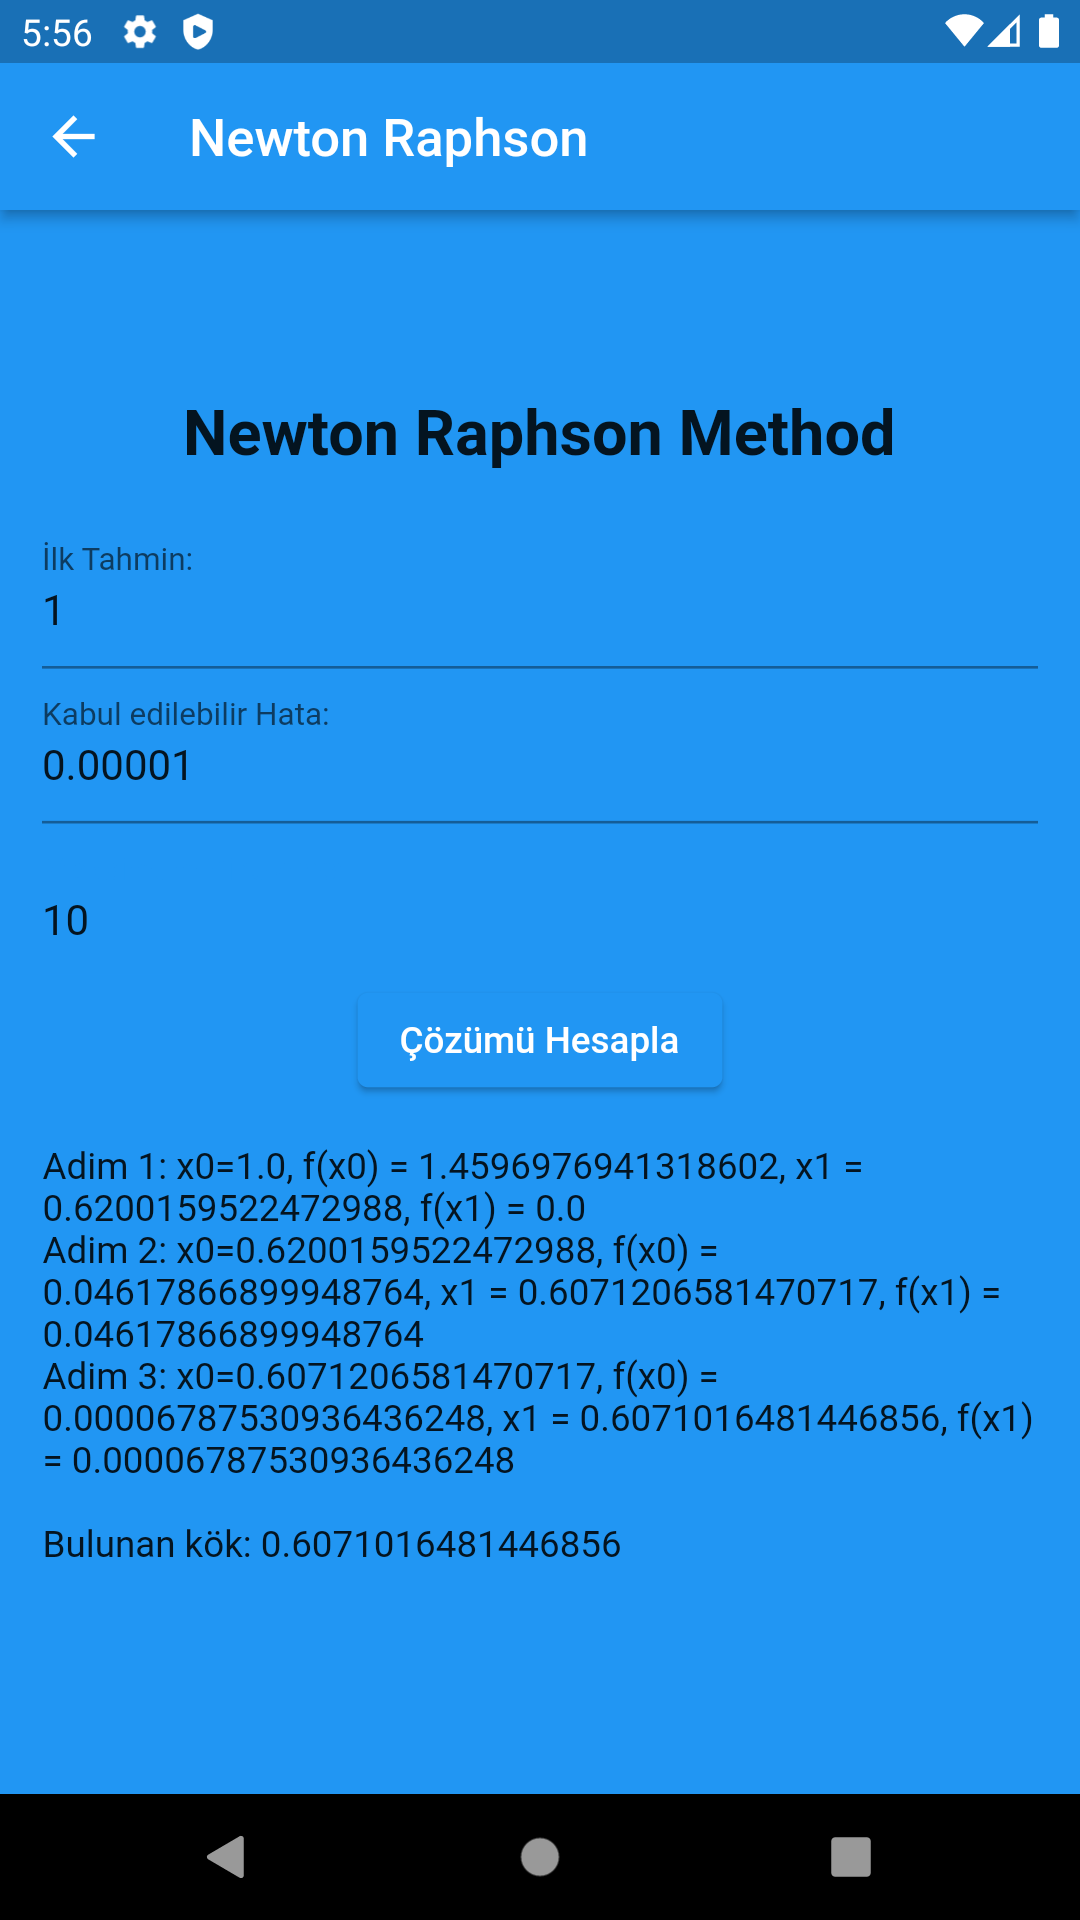 5:56
Newton Raphson
Newton Raphson Method
İlk Tahmin:
1
Kabul edilebilir Hata:
0.00001
10
Çözümü Hesapla
Adim 1: x0=1.0, f(x0) = 1.4596976941318602, x1 =
0.6200159522472988, f(x1) = 0.0
Adim 2: x0=0.6200159522472988, f(x0) =
0.04617866899948764, x1 = 0.6071206581470717, f(x1) =
0.04617866899948764
Adim 3: x0=0.6071206581470717, f(x0) =
0.00006787530936436248, x1 = 0.6071016481446856, f(x1)
= 0.00006787530936436248
Bulunan kök: 0.6071016481446856